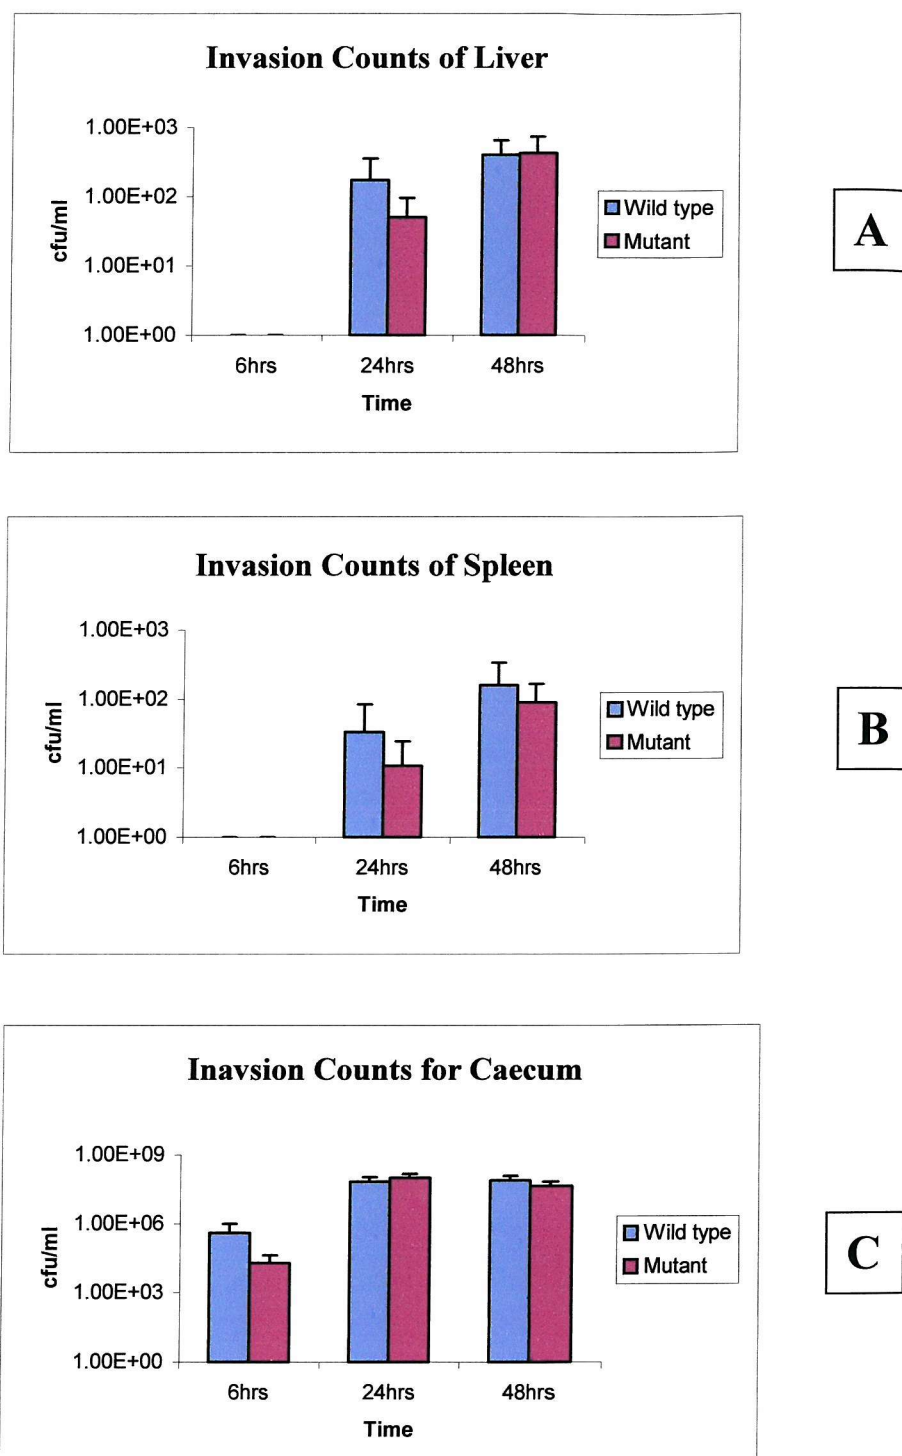 Invasion Counts of Liver
1.00E+03
1.00E+02
1.00E+01
1.00E+00
cfu/ml
6hrs 24hrs 48hrs
Time
Wild type
Mutant
A
Invasion Counts of Spleen
1.00E+03
1.00E+02
1.00E+01
1.00E+00
cfu/ml
6hrs 24hrs 48hrs
Time
Wild type
Mutant
B
Inavsion Counts for Caecum
1.00E+09
1.00E+06
1.00E+03
1.00E+00
cfu/ml
6hrs 24hrs 48hrs
Time
Wild type
Mutant
C